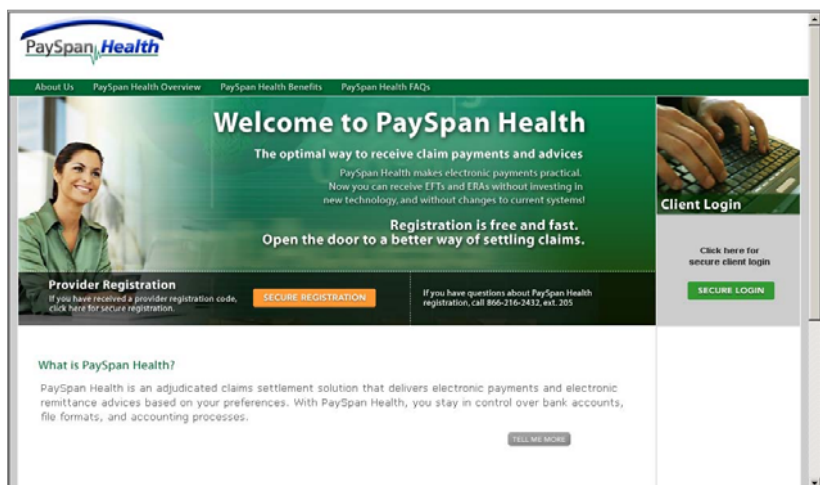 PaySpan Health
About Us PaySpan Health Overview PaySpan Health Benefits PaySpan Health FAQs
Welcome to PaySpan Health
The optimal way to receive claim payments and advices
PaySpan Health makes electronic payments practical.
Now you can receive EFTs and ERAs without investing in
new technology, and without changes to current systems!
Registration is free and fast.
Open the door to a better way of settling claims.
Client Login
Click here for
secure client login
SECURE LOGIN
Provider Registration
If you have received a provider registration code,
click here for secure registration.
SECURE REGISTRATION
If you have questions about PaySpan Health
registration, call 866-216-2432, ext. 205
What is PaySpan Health?
PaySpan Health is an adjudicated claims settlement solution that delivers electronic payments and electronic
remittance advices based on your preferences. With PaySpan Health, you stay in control over bank accounts,
file formats, and accounting processes.
TELL ME MORE